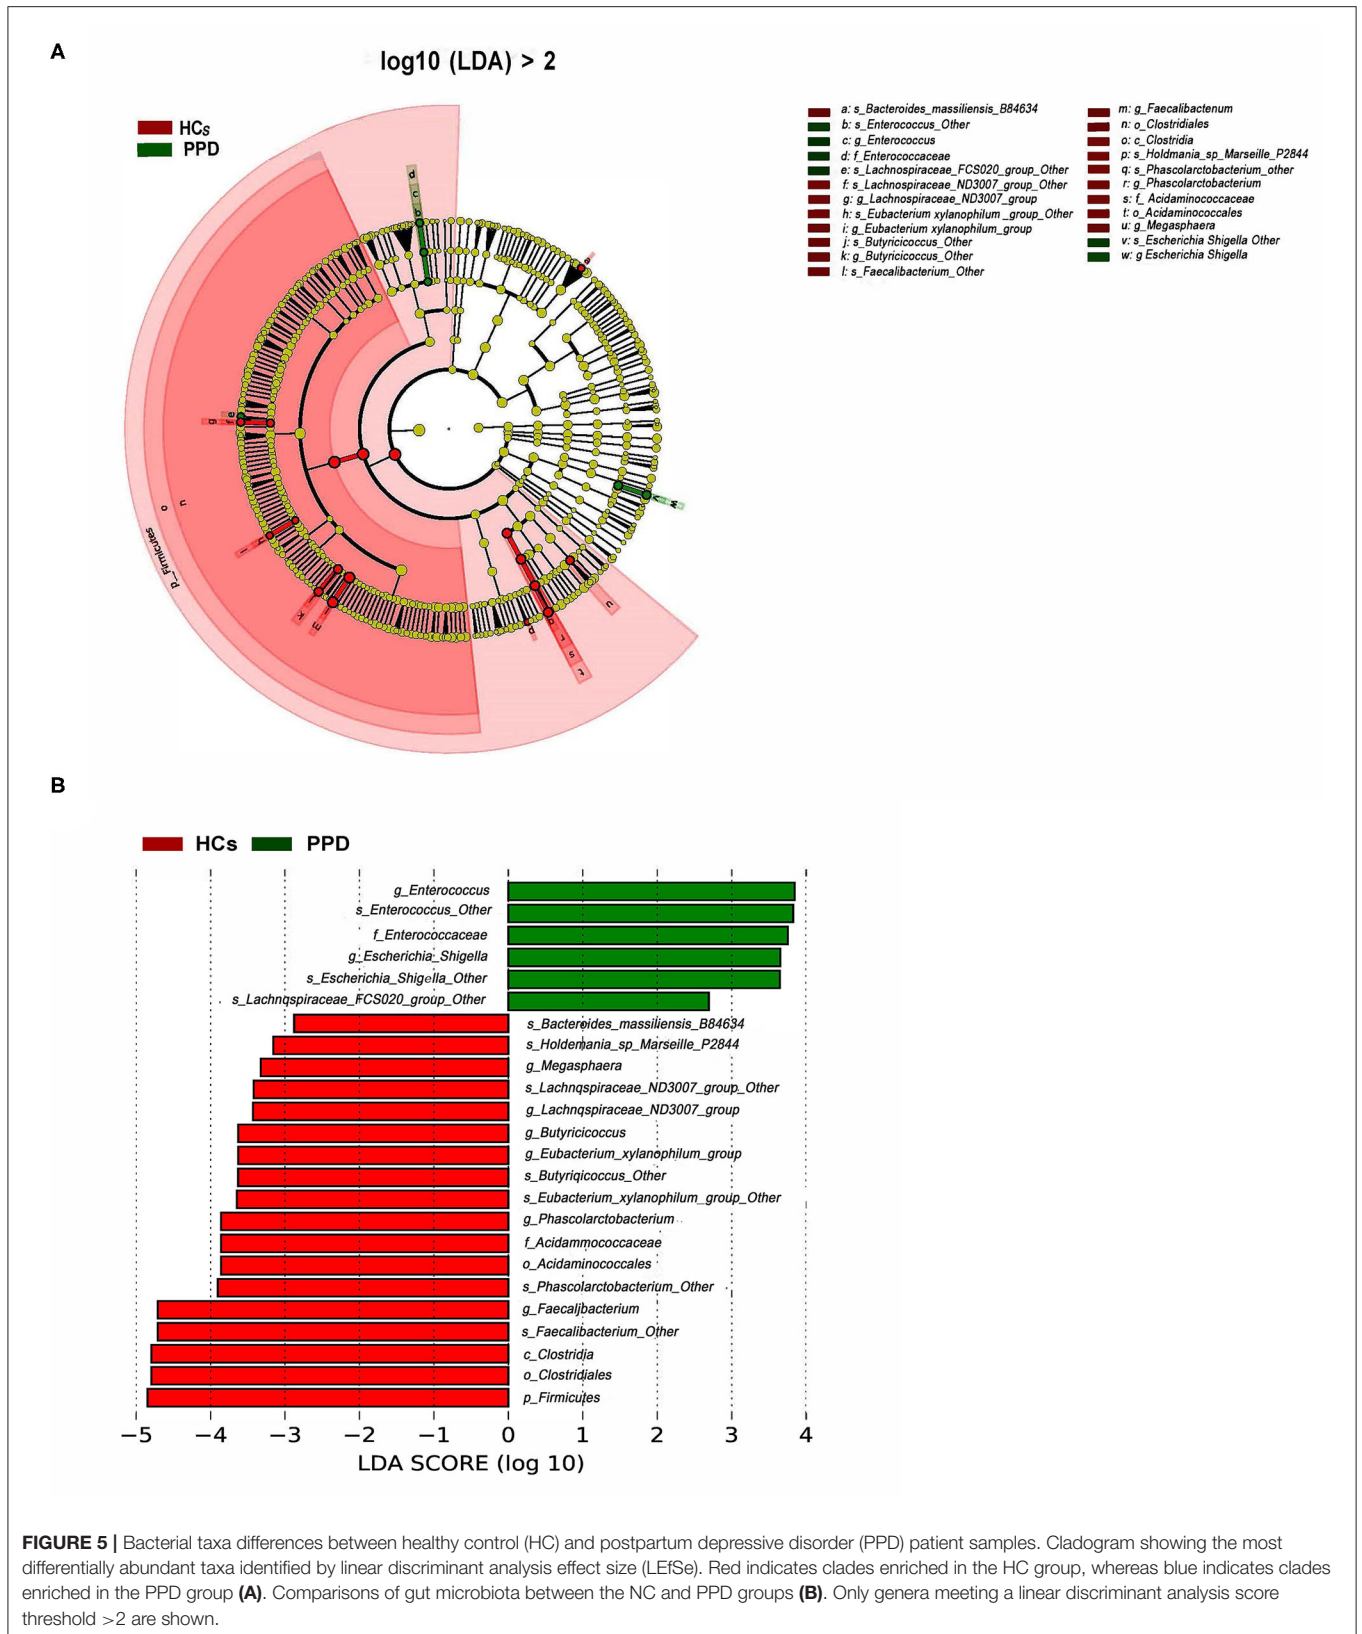 A
log10 (LDA) > 2
HCs
PPD
a: s_Bacteroides_massiliensis_B84634
b: s_Enterococcus_Other
c: g_Enterococcus
d: f_Enterococcaceae
e: s_Lachnospiraceae_FCS020_group_Other
f: s_Lachnospiraceae_ND3007_group_Other
g: g_Lachnospiraceae_ND3007_group
h: s_Eubacterium xylanophilum _group_Other
i: g_Eubacterium xylanophilum_group
j: s_Butyricicoccus_Other
k: g_Butyricicoccus_Other
l: s_Faecalibacterium_Other
m: g_Faecalibactenum
n: o_Clostridiales
o: c_Clostridia
p: s_Holdmania_sp_Marseille_P2844
q: s_Phascolarctobacterium_other
r: g_Phascolarctobacterium
s: f_ Acidaminococcaceae
t: o_Acidaminococcales
u: g_Megasphaera
v: s_Escherichia Shigella Other
w: g Escherichia Shigella
d
c
b
a
e
f
g
n
o
p_Firmicutes
w
i
k
m
p
q
r
s
t
u
B
HCs
PPD
g_Enterococcus
s_Enterococcus_Other
f_Enterococcaceae
g_Escherichia_Shigella
s_Escherichia_Shigella_Other
s_Lachnqspiraceae_FCS020_group_Other
s_Bacteroides_massiliensis_B84634
s_Holdemania_sp_Marseille_P2844
g_Megasphaera
s_Lachnqspiraceae_ND3007_group_Other
g_Lachnqspiraceae_ND3007_group
g_Butyricicoccus
g_Eubacterium_xylanophilum_group
s_Butyriqicoccus_Other
s_Eubacterium_xylanophilum_group_Other
g_Phascolarctobacterium
f_Acidammococcaceae
o_Acidaminococcales
s_Phascolarctobacterium_Other
g_Faecaljbacterium
s_Faecalibacterium_Other
c_Clostridia
o_Clostridiales
p_Firmicutes
−5 −4 −3 −2 −1 0 1 2 3 4
LDA SCORE (log 10)
FIGURE 5 | Bacterial taxa differences between healthy control (HC) and postpartum depressive disorder (PPD) patient samples. Cladogram showing the most
differentially abundant taxa identified by linear discriminant analysis effect size (LEfSe). Red indicates clades enriched in the HC group, whereas blue indicates clades
enriched in the PPD group (A). Comparisons of gut microbiota between the NC and PPD groups (B). Only genera meeting a linear discriminant analysis score
threshold >2 are shown.